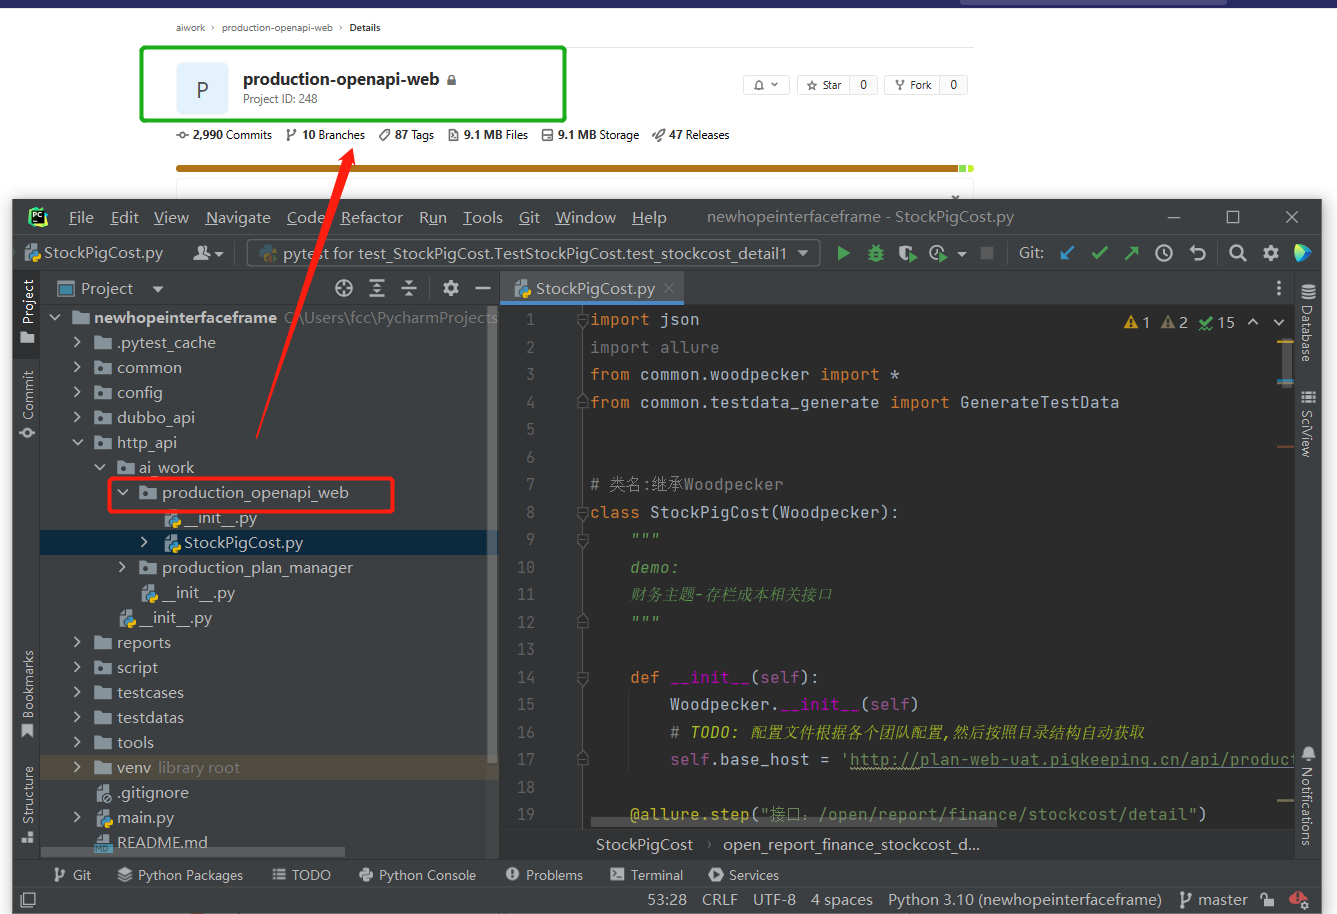 aiwork › production-openapi-web › Details
P
production-openapi-web
Project ID: 248
Star 0 Fork 0
2,990 Commits 10 Branches 87 Tags 9.1 MB Files 9.1 MB Storage 47 Releases
PC File Edit View Navigate Code Refactor Run Tools Git Window Help newhopeinterfaceframe - StockPigCost.py
StockPigCost.py pytest for test_StockPigCost.TestStockPigCost.test_stockcost_detail1 Git:
Project
StockPigCost.py
Project
Commit
Bookmarks
Structure
newhopeinterfaceframe C:\Users\fcc\PycharmProjects
.pytest_cache
common
config
dubbo_api
http_api
ai_work
production_openapi_web
__init__.py
StockPigCost.py
production_plan_manager
__init__.py
__init__.py
reports
script
testcases
testdatas
tools
venv library root
.gitignore
main.py
MD README.md
1 import json
2 import allure
3 from common.woodpecker import *
4 from common.testdata_generate import GenerateTestData
5
6
7 # 类名:继承Woodpecker
8 class StockPigCost(Woodpecker):
9 """
10 demo:
11 财务主题-存栏成本相关接口
12 """
13
14 def __init__(self):
15 Woodpecker.__init__(self)
16 # TODO: 配置文件根据各个团队配置,然后按照目录结构自动获取
17 self.base_host = 'http://plan-web-uat.pigkeeping.cn/api/product
18
19 @allure.step("接口：/open/report/finance/stockcost/detail")
1 2 15
Database
SciView
Notifications
StockPigCost › open_report_finance_stockcost_d...
Git Python Packages TODO Python Console Problems Terminal Services
53:28 CRLF UTF-8 4 spaces Python 3.10 (newhopeinterfaceframe) master